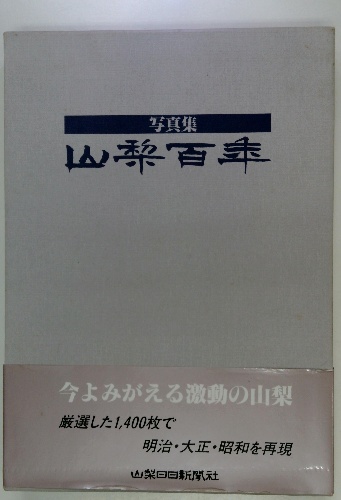 写真集
山梨百年
今よみがえる激動の山梨
厳選した1,400枚で
明治・大正・昭和を再現
山梨日日新聞社